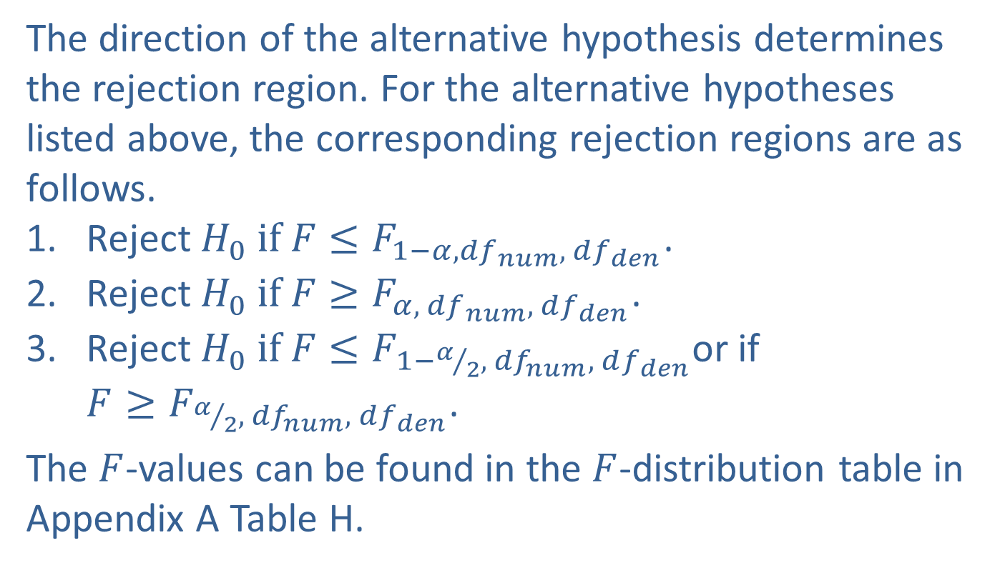 The direction of the alternative hypothesis determines
the rejection region. For the alternative hypotheses
listed above, the corresponding rejection regions are as
follows.
1. Reject $H_0$ if $F \leq F_{1-\alpha, df_{num}, df_{den}}$.
2. Reject $H_0$ if $F \geq F_{\alpha, df_{num}, df_{den}}$.
3. Reject $H_0$ if $F \leq F_{1-\alpha/2, df_{num}, df_{den}}$ or if
$F \geq F_{\alpha/2, df_{num}, df_{den}}$.
The $F$-values can be found in the $F$-distribution table in
Appendix A Table H.